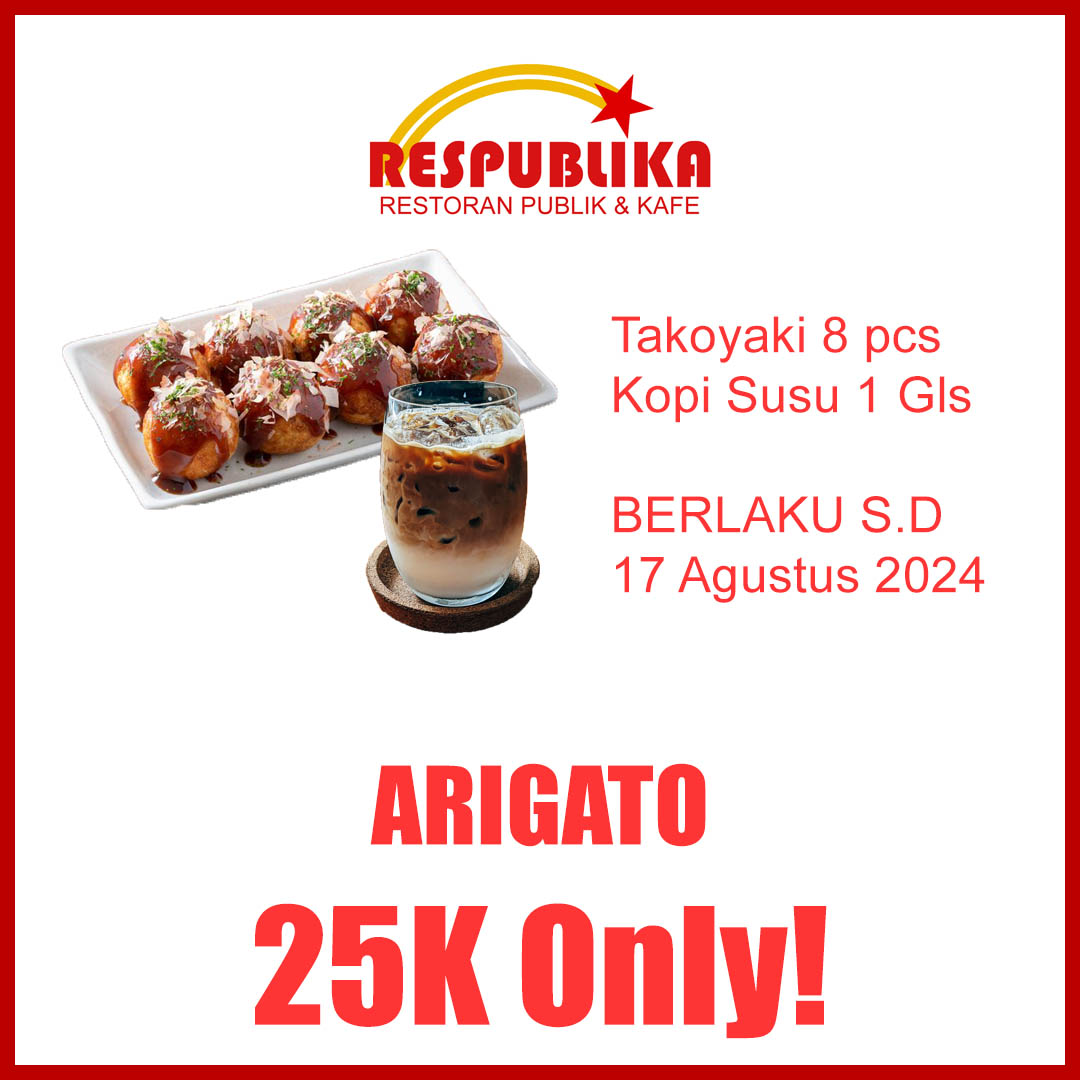 RESPUBLIKA
RESTORAN PUBLIK & KAFE
Takoyaki 8 pcs
Kopi Susu 1 Gls
BERLAKU S.D
17 Agustus 2024
ARIGATO
25K Only!